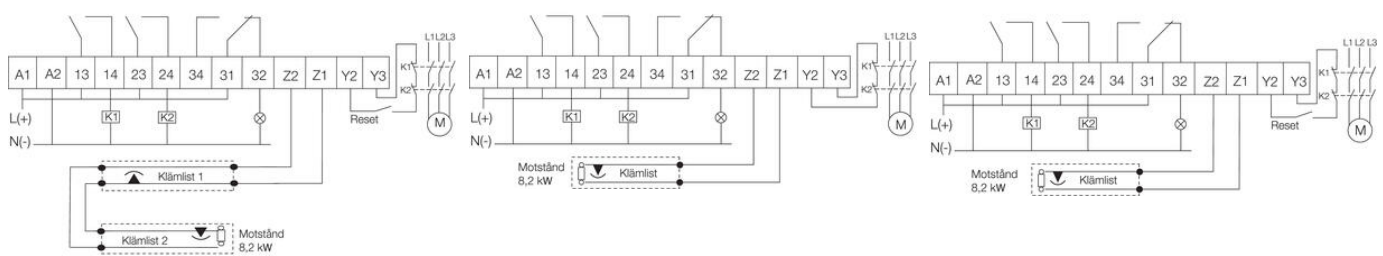 L1 L2 L3
K1
A1 A2 13 14 23 24 34 31 32 Z2 Z1 Y2 Y3
K2
L(+)
K1 K2
Reset
M
N(-)
Klämlist 1
Klämlist 2
Motstånd
8,2 kW
L1 L2 L3
K1
A1 A2 13 14 23 24 34 31 32 Z2 Z1 Y2 Y3
K2
L(+)
K1 K2
M
N(-)
Motstånd
8,2 kW
Klämlist
L1 L2 L3
K1
A1 A2 13 14 23 24 34 31 32 Z2 Z1 Y2 Y3
K2
L(+)
K1 K2
Reset
M
N(-)
Motstånd
8,2 kW
Klämlist